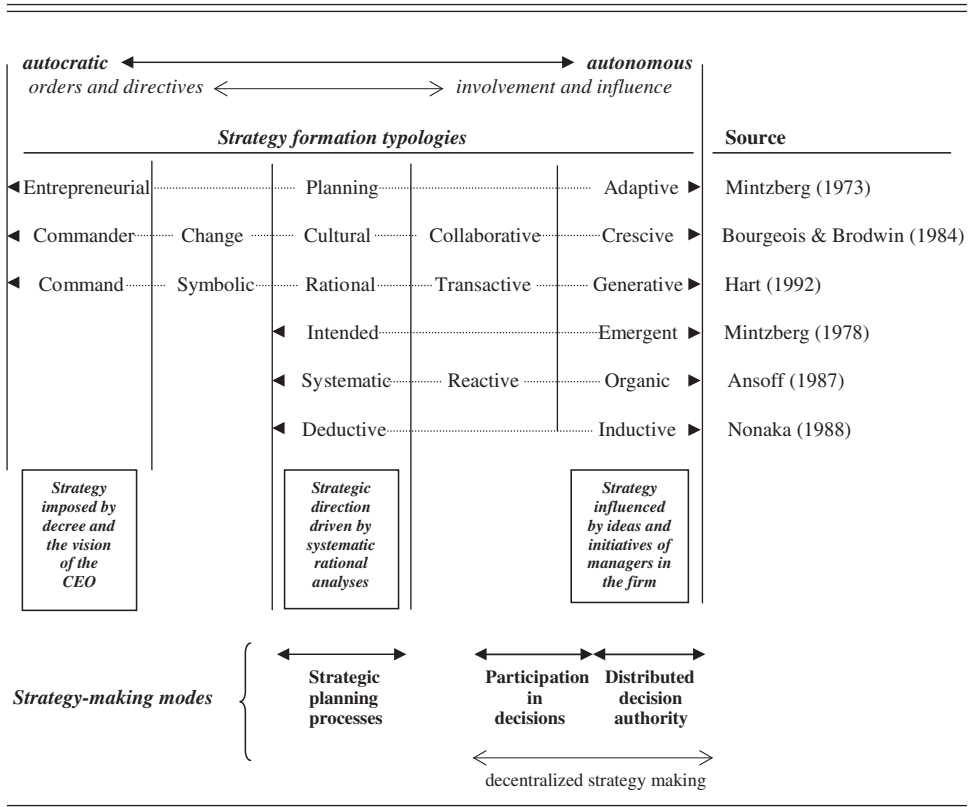 autocratic autonomous
orders and directives involvement and influence
Strategy formation typologies Source
Entrepreneurial Planning Adaptive Mintzberg (1973)
Commander Change Cultural Collaborative Crescive Bourgeois & Brodwin (1984)
Command Symbolic Rational Transactive Generative Hart (1992)
Intended Emergent Mintzberg (1978)
Systematic Reactive Organic Ansoff (1987)
Deductive Inductive Nonaka (1988)
Strategy
imposed by
decree and
the vision
of the
CEO
Strategic
direction
driven by
systematic
rational
analyses
Strategy
influenced
by ideas and
initiatives of
managers in
the firm
Strategy-making modes
Strategic
planning
processes
Participation
in
decisions
Distributed
decision
authority
decentralized strategy making